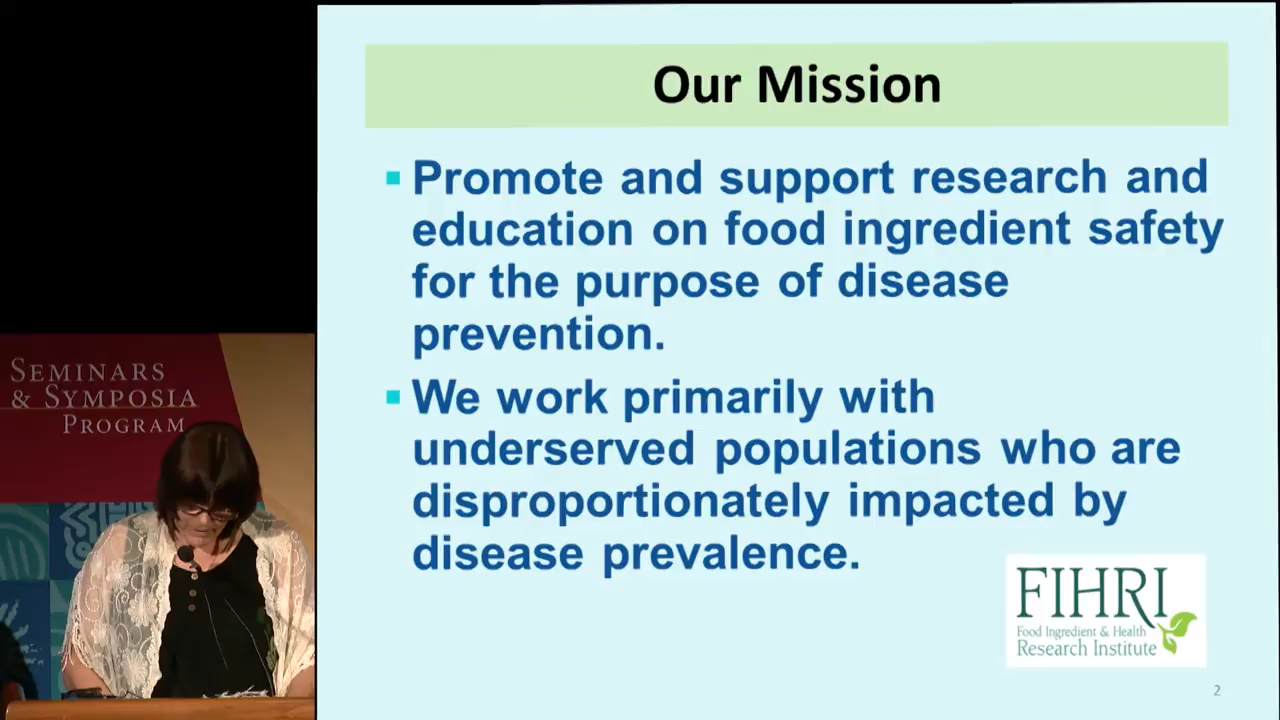 Our Mission
Promote and support research and
education on food ingredient safety
for the purpose of disease
prevention.
We work primarily with
underserved populations who are
disproportionately impacted by
disease prevalence.
SEMINARS
& SYMPOSIA
PROGRAM
FIHRI
Food Ingredient & Health
Research Institute
2